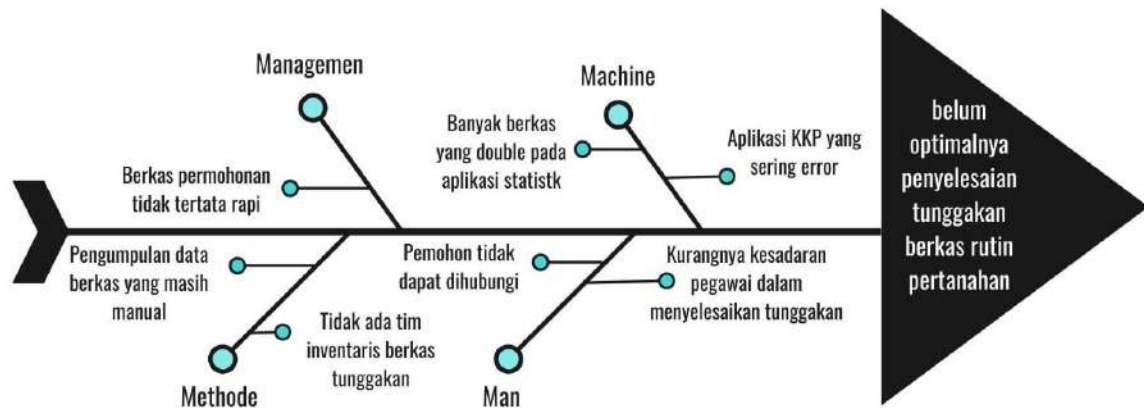 Managemen
Berkas permohonan
tidak tertata rapi
Machine
Banyak berkas
yang double pada
aplikasi statistk
Aplikasi KKP yang
sering error
Pengumpulan data
berkas yang masih
manual
Tidak ada tim
inventaris berkas
tunggakan
Methode
Pemohon tidak
dapat dihubungi
Kurangnya kesadaran
pegawai dalam
menyelesaikan tunggakan
Man
belum
optimalnya
penyelesaian
tunggakan
berkas rutin
pertanahan